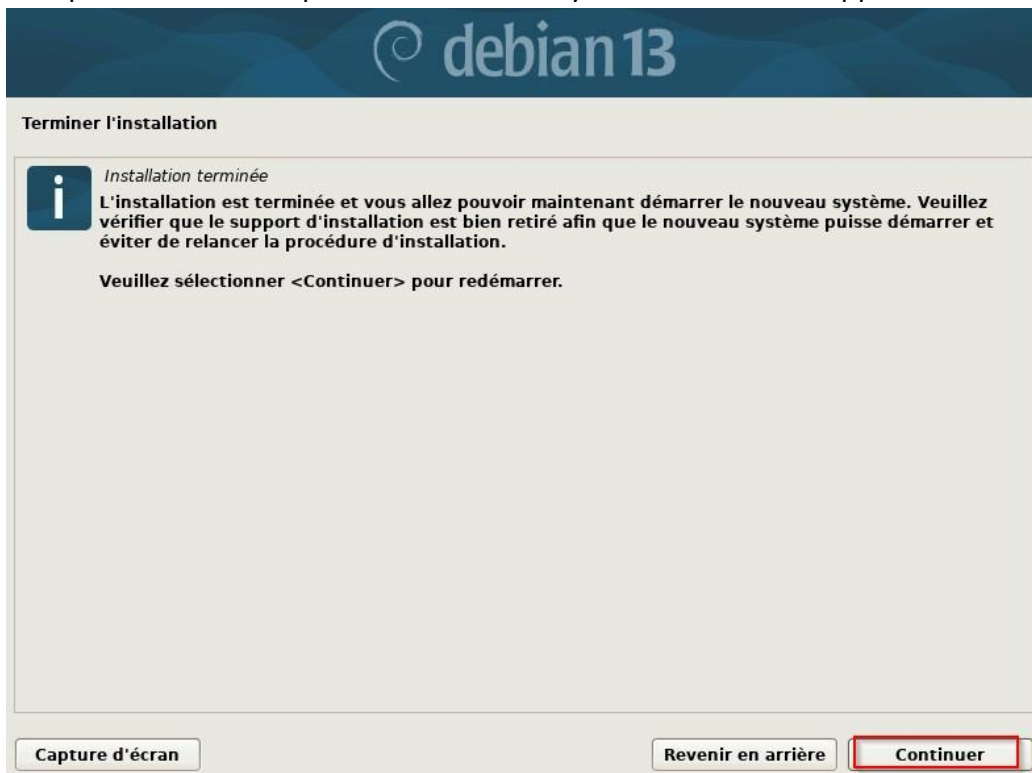 debian 13
Terminer l'installation
i
Installation terminée
L'installation est terminée et vous allez pouvoir maintenant démarrer le nouveau système. Veuillez
vérifier que le support d'installation est bien retiré afin que le nouveau système puisse démarrer et
éviter de relancer la procédure d'installation.
Veuillez sélectionner <Continuer> pour redémarrer.
Capture d'écran
Revenir en arrière
Continuer